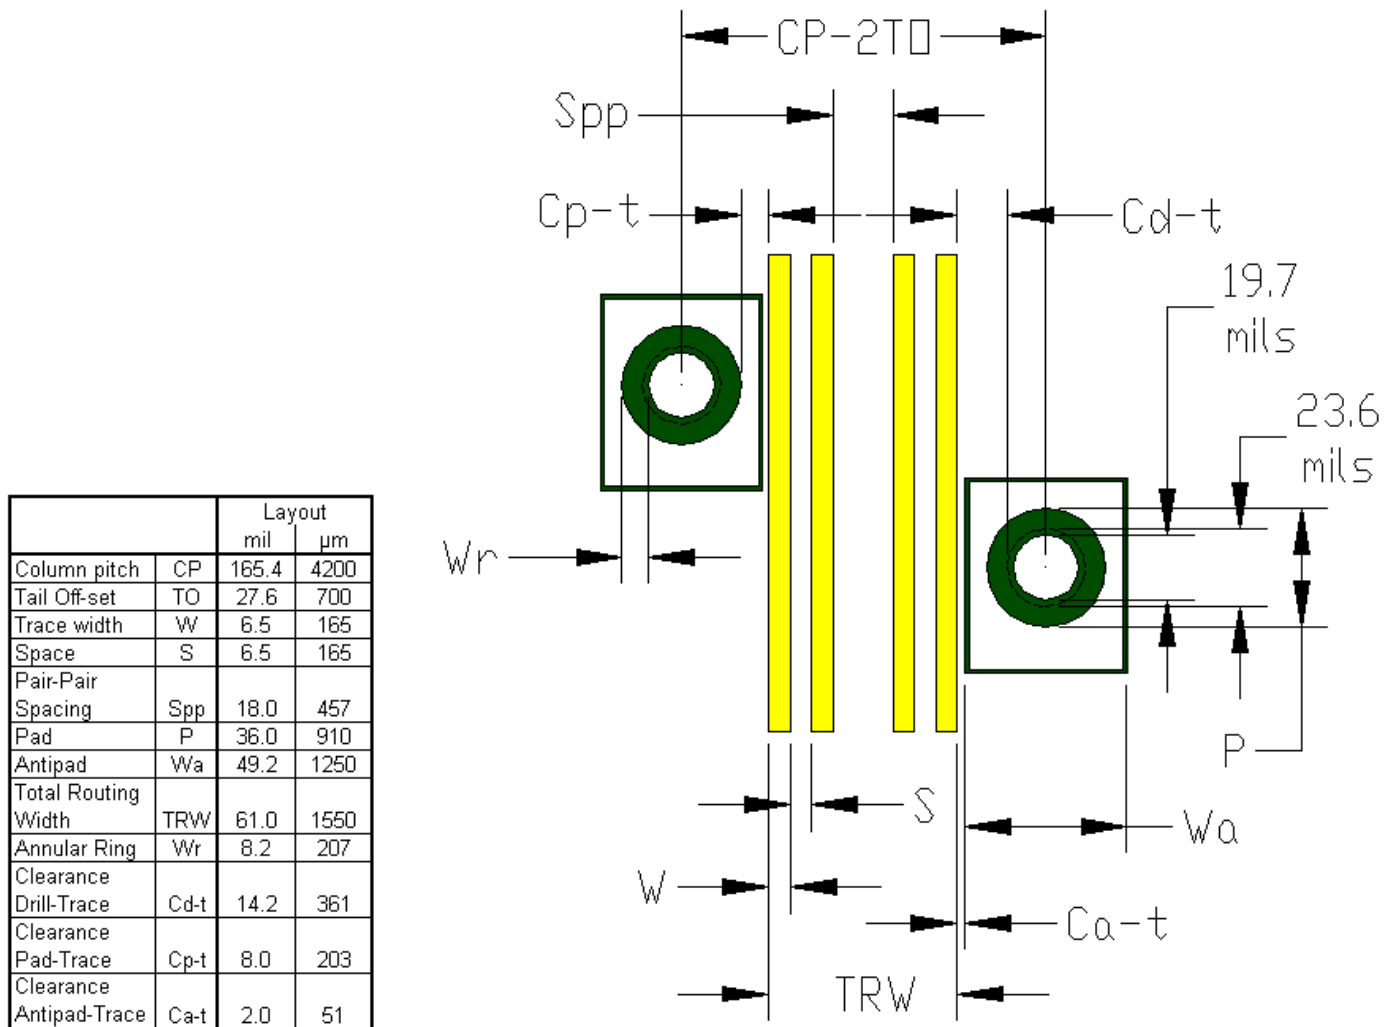 CP-2TO
Spp
Cp-t
Cd-t
19.7
mils
23.6
mils
Wr
P
S
Wa
W
Ca-t
TRW
Layout
mil µm
Column pitch CP 165.4 4200
Tail Off-set TO 27.6 700
Trace width W 6.5 165
Space S 6.5 165
Pair-Pair
Spacing Spp 18.0 457
Pad P 36.0 910
Antipad Wa 49.2 1250
Total Routing
Width TRW 61.0 1550
Annular Ring Wr 8.2 207
Clearance
Drill-Trace Cd-t 14.2 361
Clearance
Pad-Trace Cp-t 8.0 203
Clearance
Antipad-Trace Ca-t 2.0 51